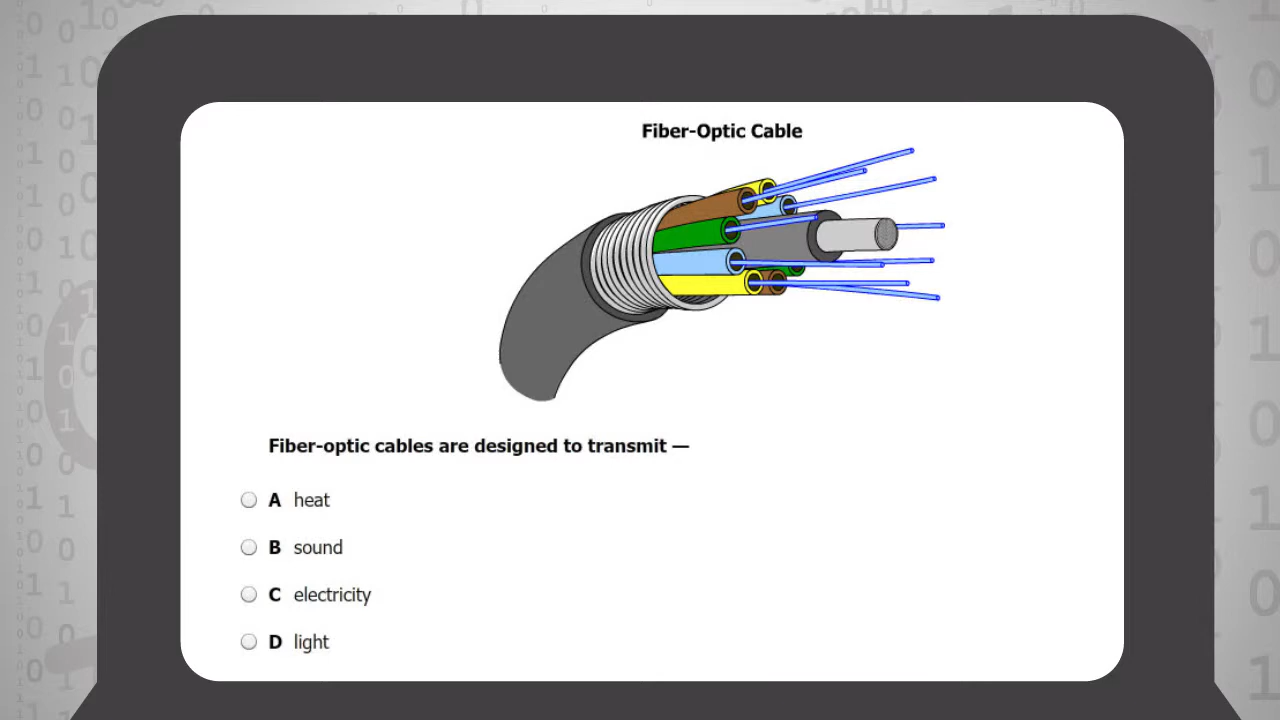 Fiber-Optic Cable
Fiber-optic cables are designed to transmit —
A heat
B sound
C electricity
D light